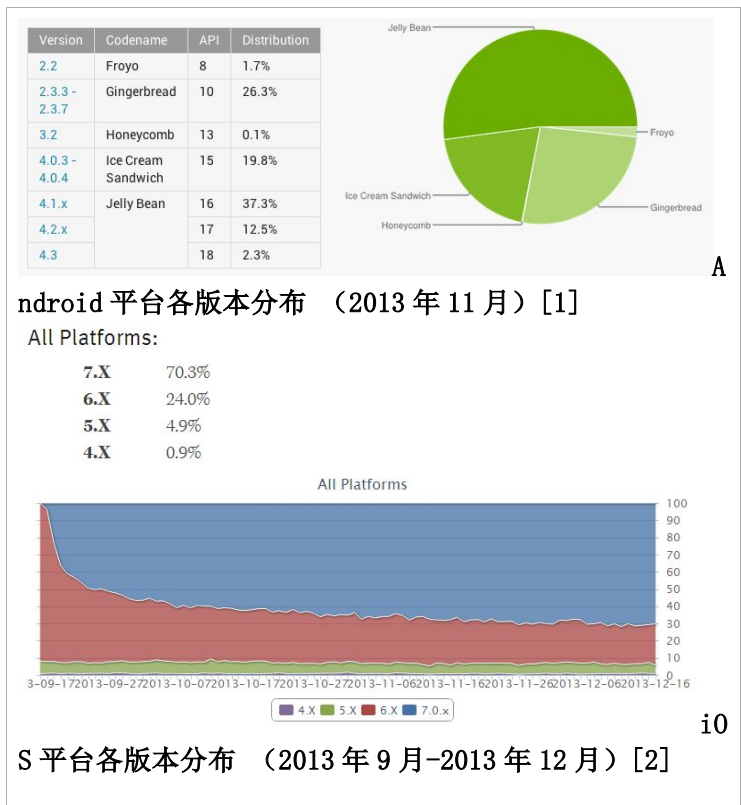 Version Codename API Distribution
2.2 Froyo 8 1.7%
2.3.3 - 2.3.7 Gingerbread 10 26.3%
3.2 Honeycomb 13 0.1%
4.0.3 - 4.0.4 Ice Cream Sandwich 15 19.8%
4.1.x Jelly Bean 16 37.3%
4.2.x 17 12.5%
4.3 18 2.3%
Jelly Bean
Froyo
Ice Cream Sandwich
Gingerbread
Honeycomb
A
ndroid 平台各版本分布 （2013 年 11 月）[1]
All Platforms:
7.X 70.3%
6.X 24.0%
5.X 4.9%
4.X 0.9%
All Platforms
100
90
80
70
60
50
40
30
20
10
0
3-09-172013-09-272013-10-072013-10-172013-10-272013-11-062013-11-162013-11-262013-12-062013-12-16
4.X 5.X 6.X 7.0.x
iO
S 平台各版本分布 （2013 年 9 月-2013 年 12 月）[2]